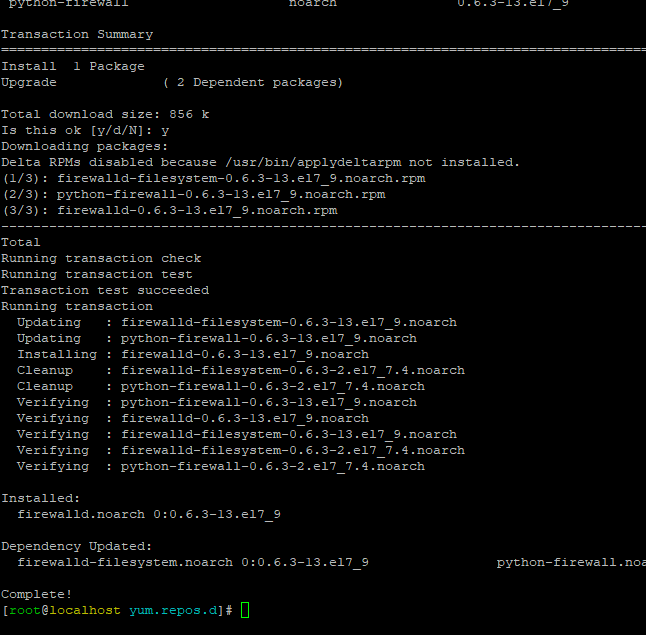 python-firewall noarch 0.6.3-13.el7_9
Transaction Summary
================================================================================
Install 1 Package
Upgrade ( 2 Dependent packages)
Total download size: 856 k
Is this ok [y/d/N]: y
Downloading packages:
Delta RPMs disabled because /usr/bin/applydeltarpm not installed.
(1/3): firewalld-filesystem-0.6.3-13.el7_9.noarch.rpm
(2/3): python-firewall-0.6.3-13.el7_9.noarch.rpm
(3/3): firewalld-0.6.3-13.el7_9.noarch.rpm
--------------------------------------------------------------------------------
Total
Running transaction check
Running transaction test
Transaction test succeeded
Running transaction
Updating : firewalld-filesystem-0.6.3-13.el7_9.noarch
Updating : python-firewall-0.6.3-13.el7_9.noarch
Installing : firewalld-0.6.3-13.el7_9.noarch
Cleanup : firewalld-filesystem-0.6.3-2.el7_7.4.noarch
Cleanup : python-firewall-0.6.3-2.el7_7.4.noarch
Verifying : python-firewall-0.6.3-13.el7_9.noarch
Verifying : firewalld-0.6.3-13.el7_9.noarch
Verifying : firewalld-filesystem-0.6.3-13.el7_9.noarch
Verifying : firewalld-filesystem-0.6.3-2.el7_7.4.noarch
Verifying : python-firewall-0.6.3-2.el7_7.4.noarch
Installed:
firewalld.noarch 0:0.6.3-13.el7_9
Dependency Updated:
firewalld-filesystem.noarch 0:0.6.3-13.el7_9 python-firewall.noa
Complete!
[root@localhost yum.repos.d]#